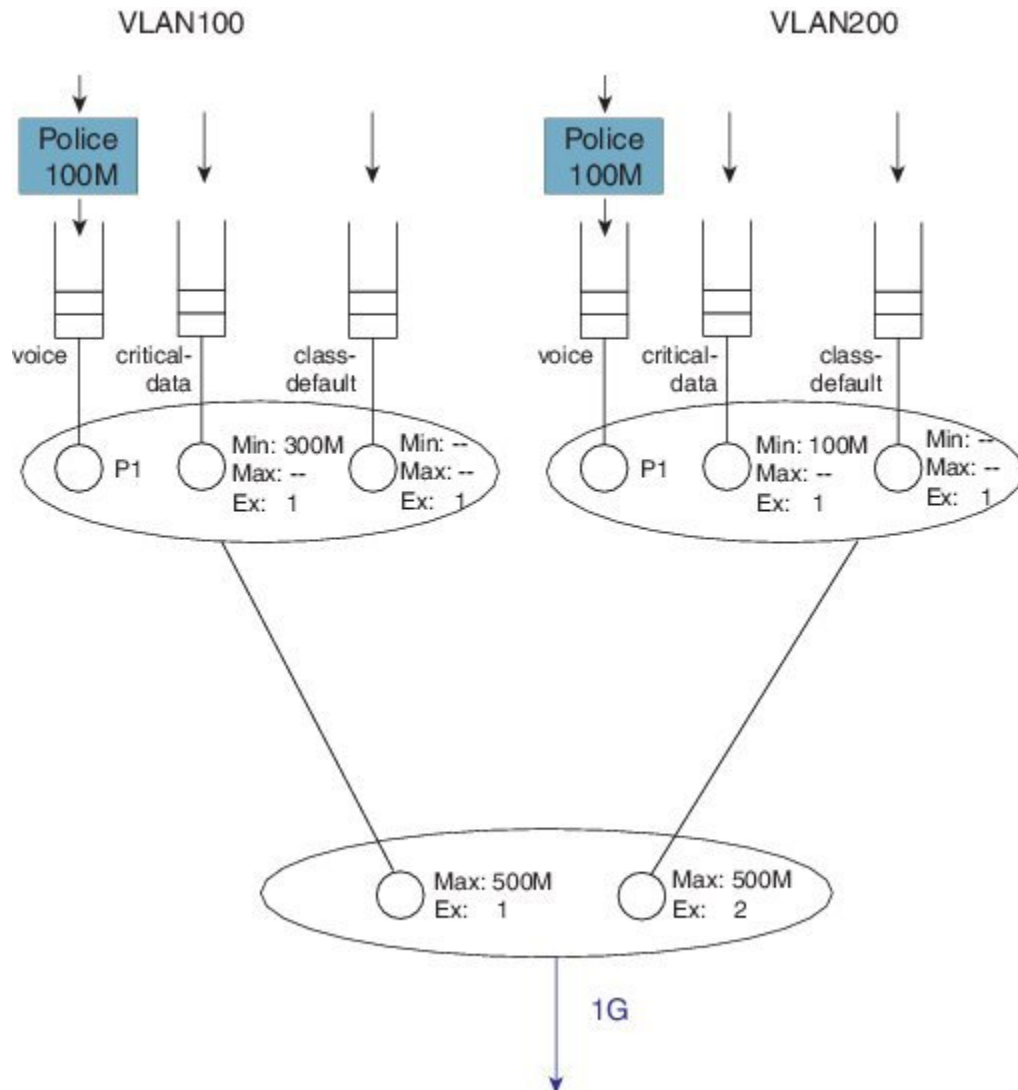 VLAN100
VLAN200
Police
100M
Police
100M
voice
critical-
data
class-
default
voice
critical-
data
class-
default
P1
Min: 300M
Max: --
Ex: 1
Min: --
Max: --
Ex: 1
P1
Min: 100M
Max: --
Ex: 1
Min: --
Max: --
Ex: 1
Max: 500M
Ex: 1
Max: 500M
Ex: 2
1G